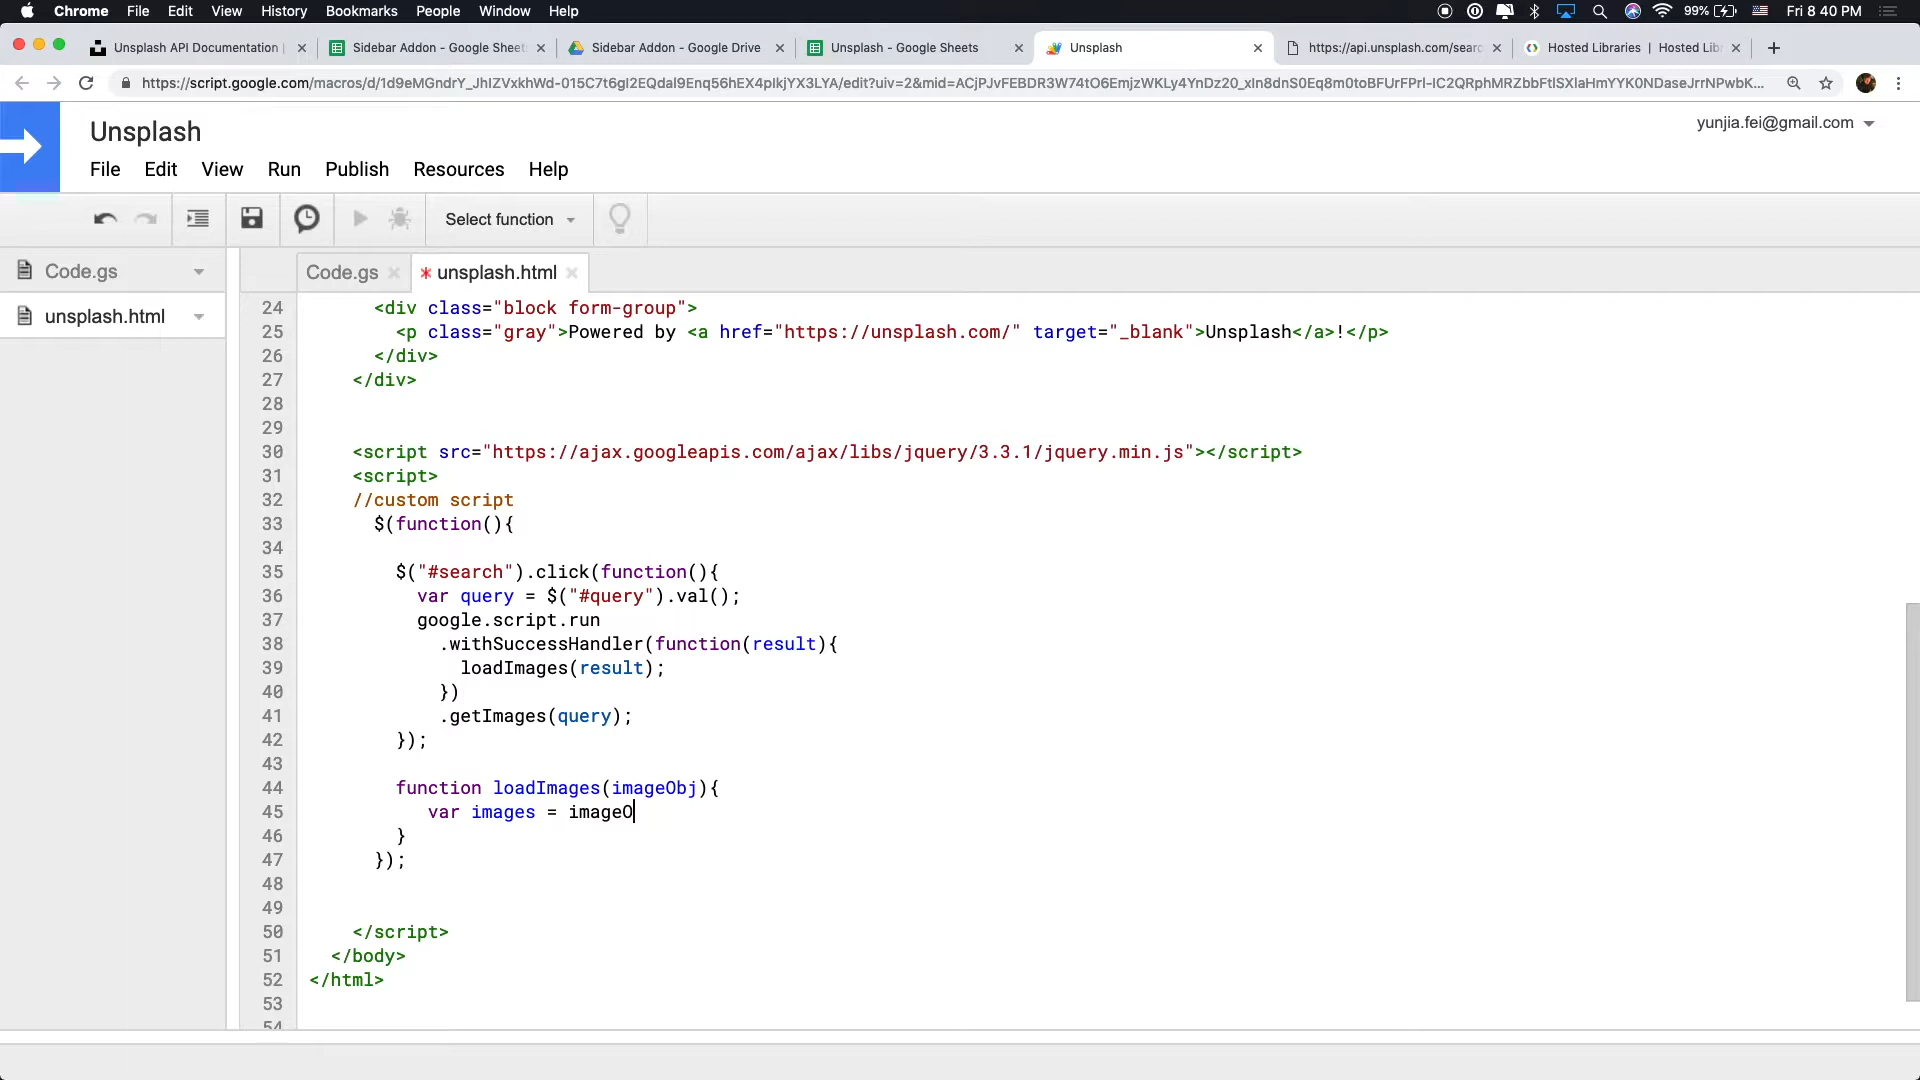 Chrome File Edit View History Bookmarks People Window Help 99% Fri 8 40 PM
Unsplash API Documentation Sidebar Addon - Google Sheet Sidebar Addon - Google Drive Unsplash - Google Sheets Unsplash https://api.unsplash.com/sear Hosted Libraries | Hosted Lib
Unsplash
yunjia.fei@gmail.com
File Edit View Run Publish Resources Help
Select function
Code.gs
unsplash.html
Code.gs * unsplash.html
24 <div class="block form-group">
25 <p class="gray">Powered by <a href="https://unsplash.com/" target="_blank">Unsplash</a>!</p>
26 </div>
27 </div>
28
29
30 <script src="https://ajax.googleapis.com/ajax/libs/jquery/3.3.1/jquery.min.js"></script>
31 <script>
32 //custom script
33 $(function(){
34
35 $("#search").click(function(){
36 var query = $("#query").val();
37 google.script.run
38 .withSuccessHandler(function(result){
39 loadImages(result);
40 })
41 .getImages(query);
42 });
43
44 function loadImages(imageObj){
45 var images = imageO
46 }
47 });
48
49
50 </script>
51 </body>
52 </html>
53
54